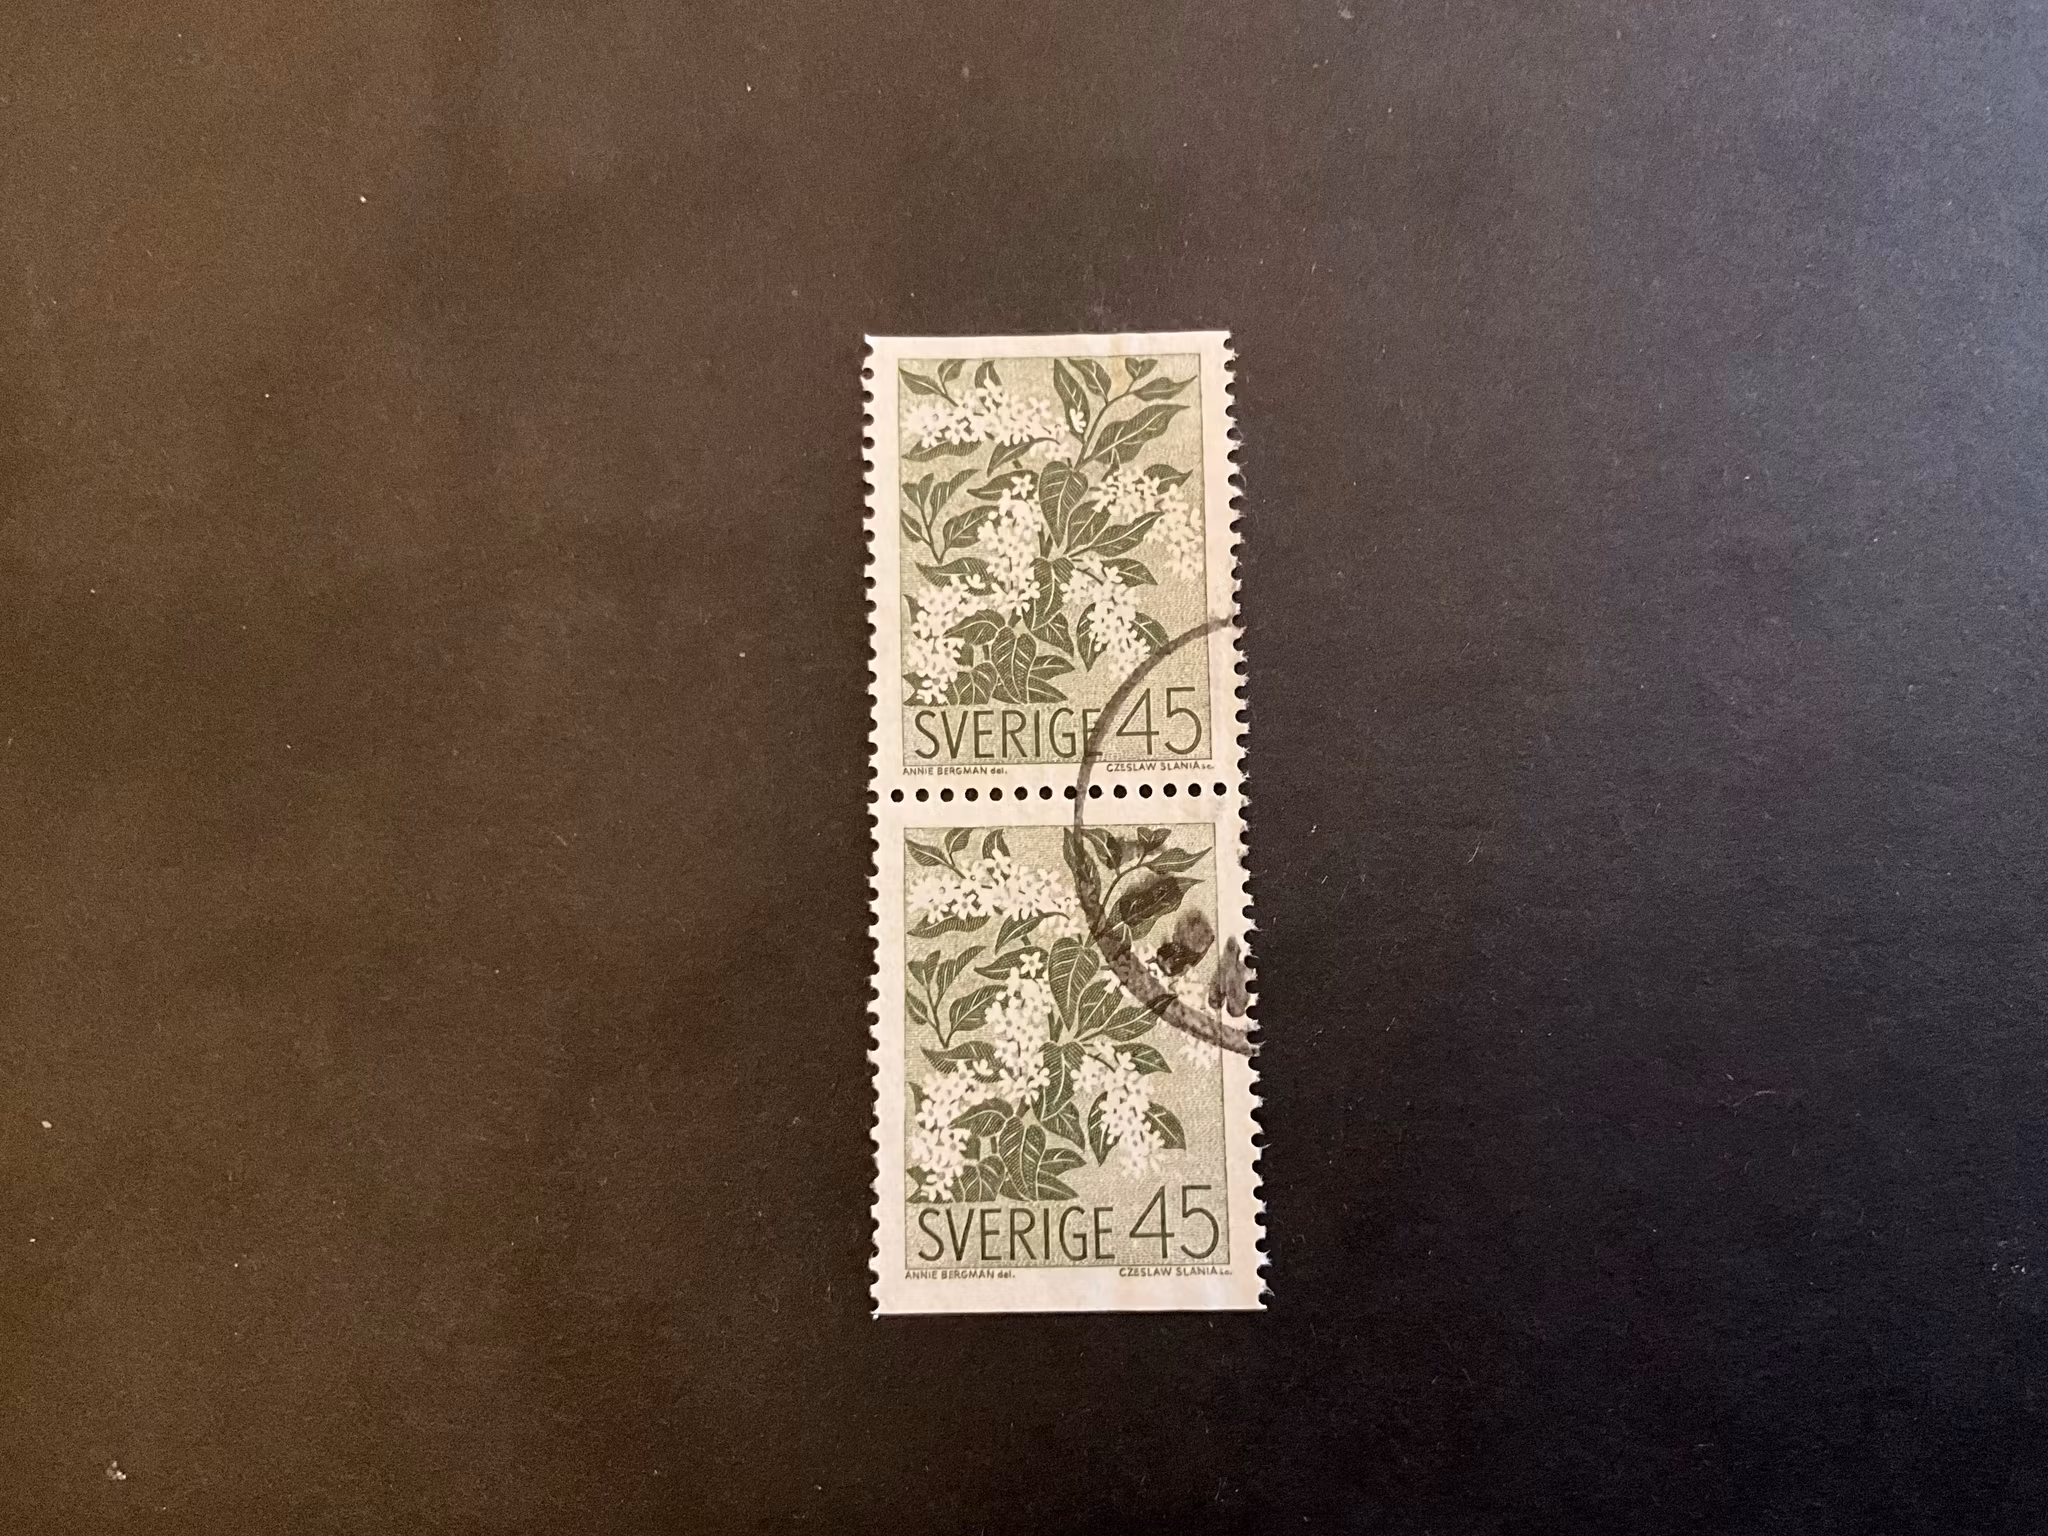 SVERIGE 45
ANNIE BERGMAN del. CZESLAW SLANIA sc.
SVERIGE 45
ANNIE BERGMAN del. CZESLAW SLANIA sc.